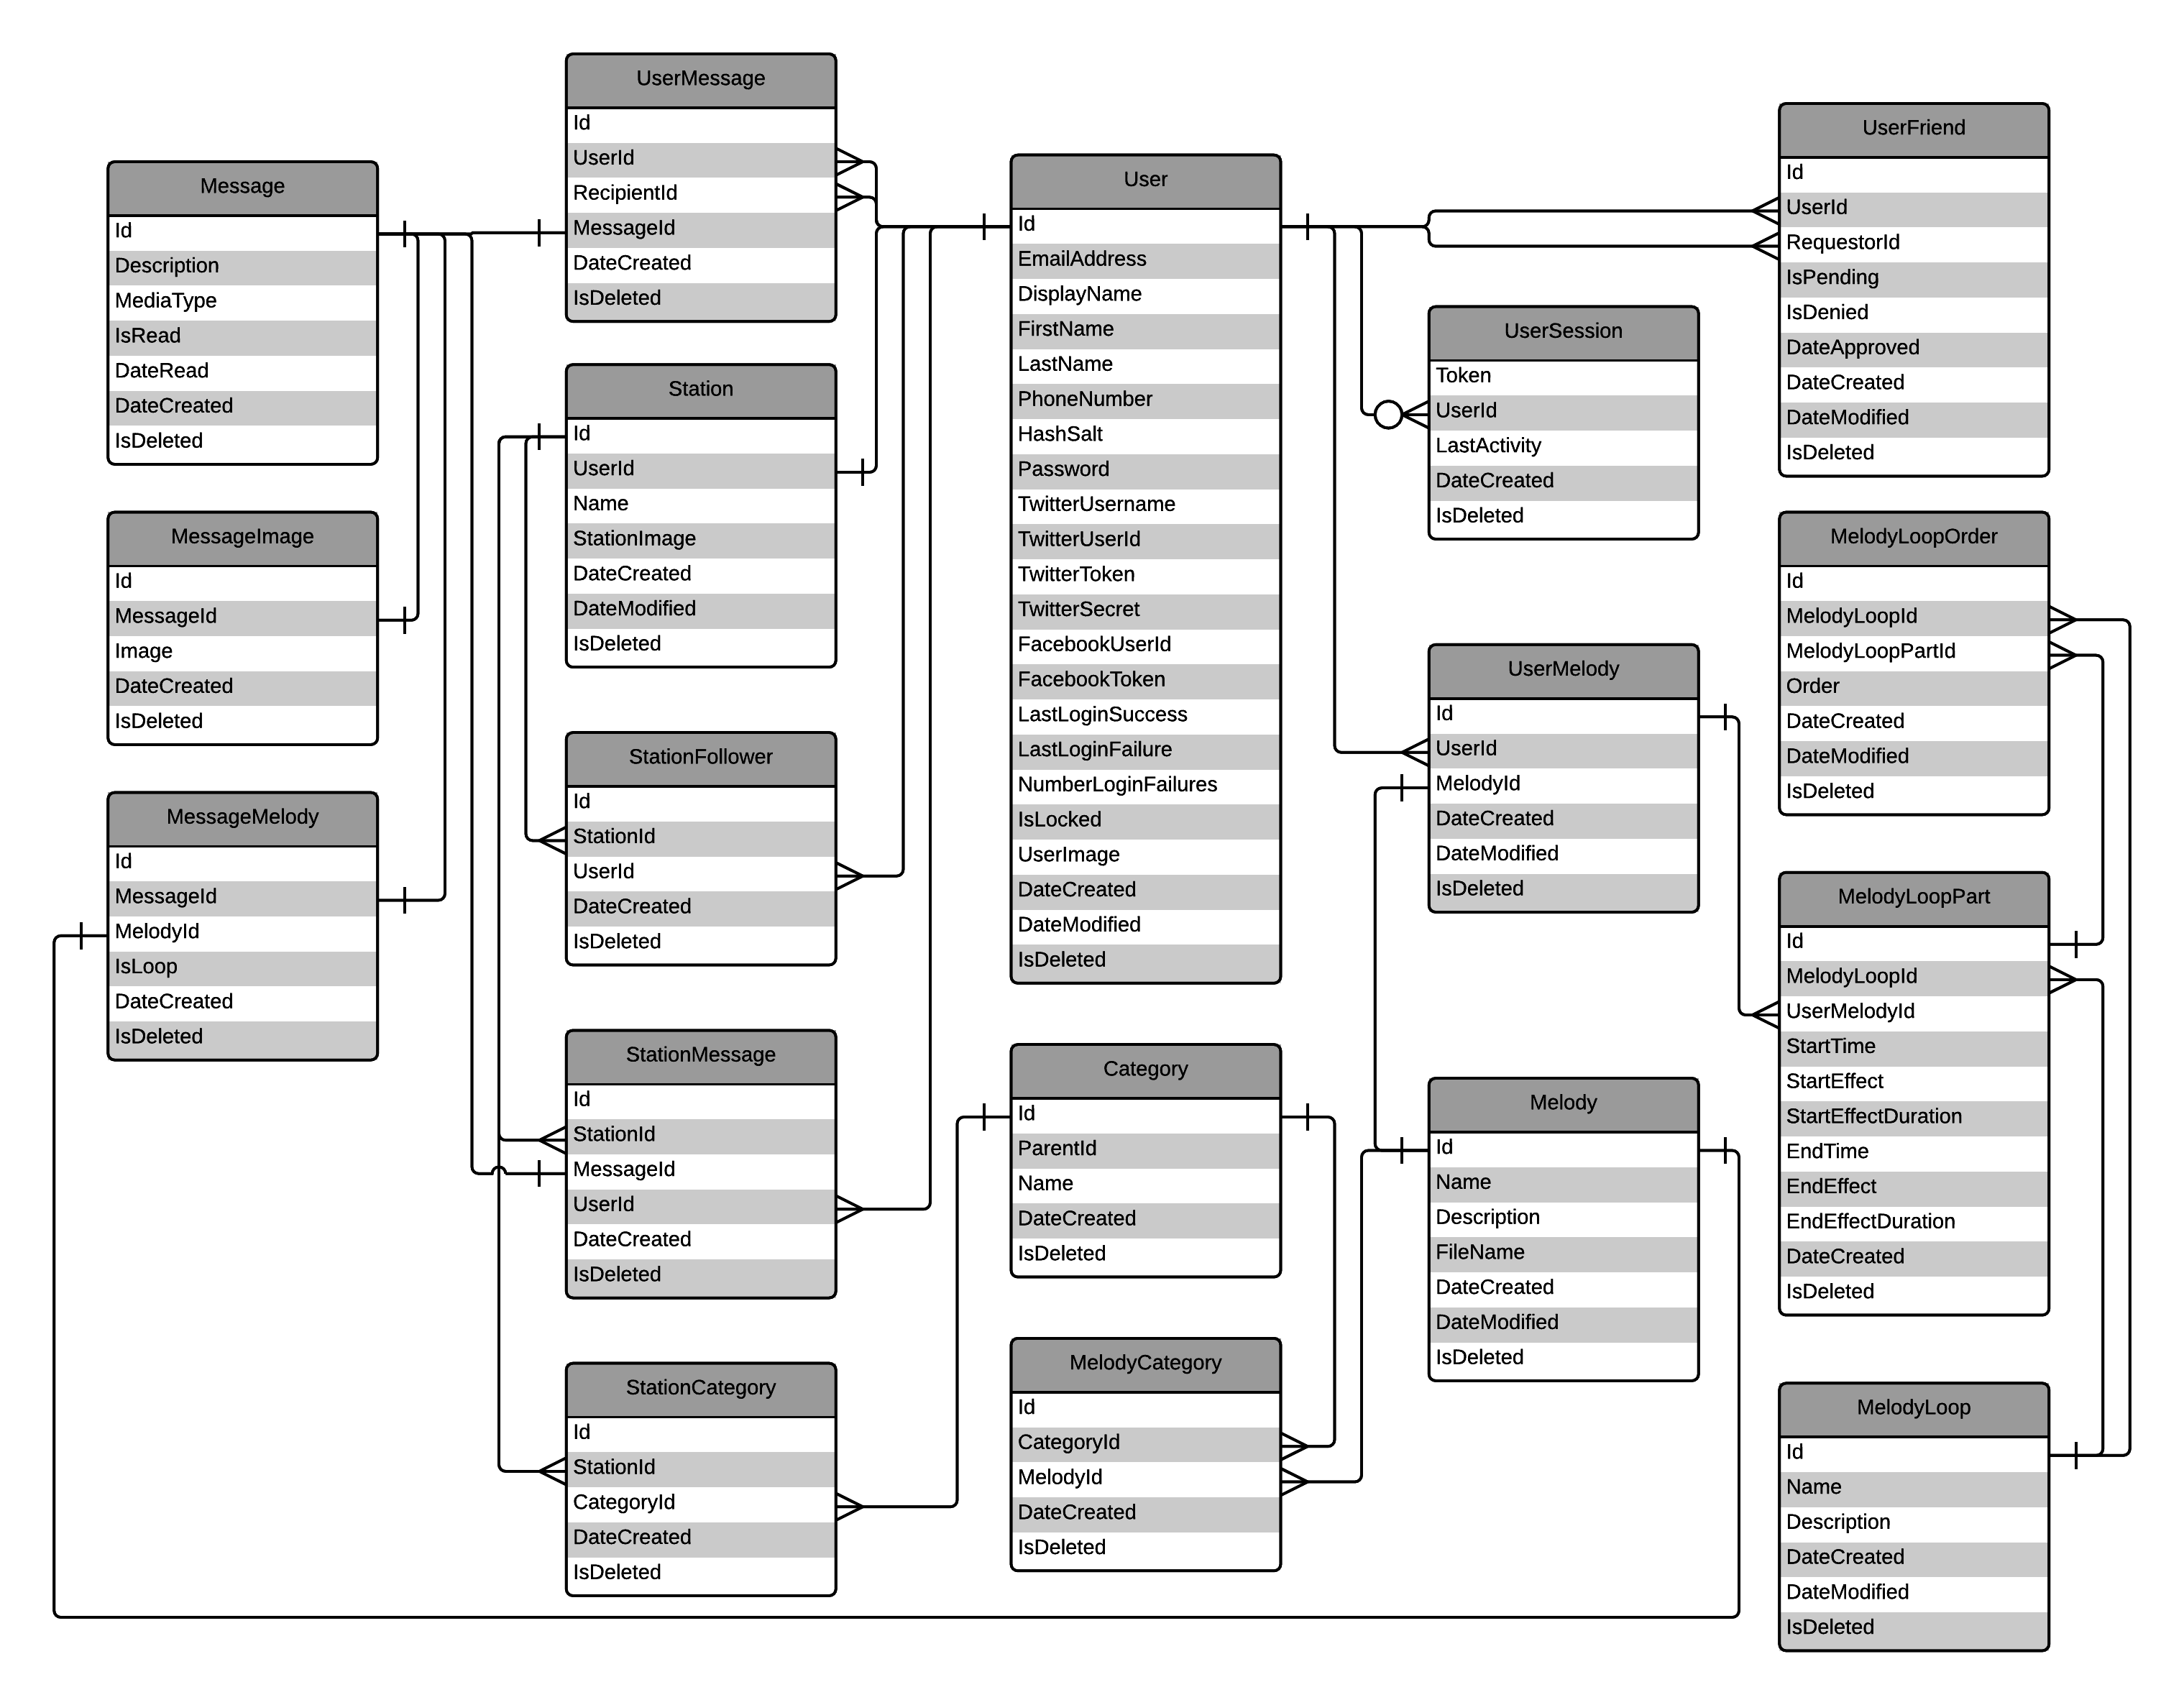 UserMessage
Id
UserId
RecipientId
MessageId
DateCreated
IsDeleted
Message
Id
Description
MediaType
IsRead
DateRead
DateCreated
IsDeleted
MessageImage
Id
MessageId
Image
DateCreated
IsDeleted
MessageMelody
Id
MessageId
MelodyId
IsLoop
DateCreated
IsDeleted
Station
Id
UserId
Name
StationImage
DateCreated
DateModified
IsDeleted
StationFollower
Id
StationId
UserId
DateCreated
IsDeleted
StationMessage
Id
StationId
MessageId
UserId
DateCreated
IsDeleted
StationCategory
Id
StationId
CategoryId
DateCreated
IsDeleted
User
Id
EmailAddress
DisplayName
FirstName
LastName
PhoneNumber
HashSalt
Password
TwitterUsername
TwitterUserId
TwitterToken
TwitterSecret
FacebookUserId
FacebookToken
LastLoginSuccess
LastLoginFailure
NumberLoginFailures
IsLocked
UserImage
DateCreated
DateModified
IsDeleted
Category
Id
ParentId
Name
DateCreated
IsDeleted
MelodyCategory
Id
CategoryId
MelodyId
DateCreated
IsDeleted
UserSession
Token
UserId
LastActivity
DateCreated
IsDeleted
UserMelody
Id
UserId
MelodyId
DateCreated
DateModified
IsDeleted
Melody
Id
Name
Description
FileName
DateCreated
DateModified
IsDeleted
UserFriend
Id
UserId
RequestorId
IsPending
IsDenied
DateApproved
DateCreated
DateModified
IsDeleted
MelodyLoopOrder
Id
MelodyLoopId
MelodyLoopPartId
Order
DateCreated
DateModified
IsDeleted
MelodyLoopPart
Id
MelodyLoopId
UserMelodyId
StartTime
StartEffect
StartEffectDuration
EndTime
EndEffect
EndEffectDuration
DateCreated
IsDeleted
MelodyLoop
Id
Name
Description
DateCreated
DateModified
IsDeleted